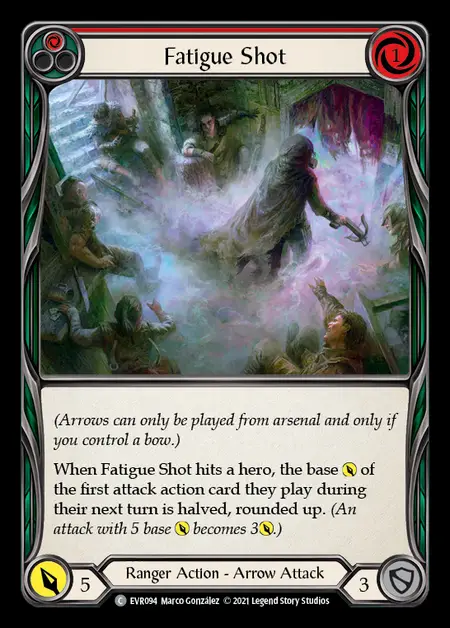 Fatigue Shot
1
(Arrows can only be played from arsenal and only if
you control a bow.)
When Fatigue Shot hits a hero, the base of
the first attack action card they play during
their next turn is halved, rounded up. (An
attack with 5 base becomes 3.)
5
Ranger Action - Arrow Attack
3
C EVR094 Marco González © 2021 Legend Story Studios